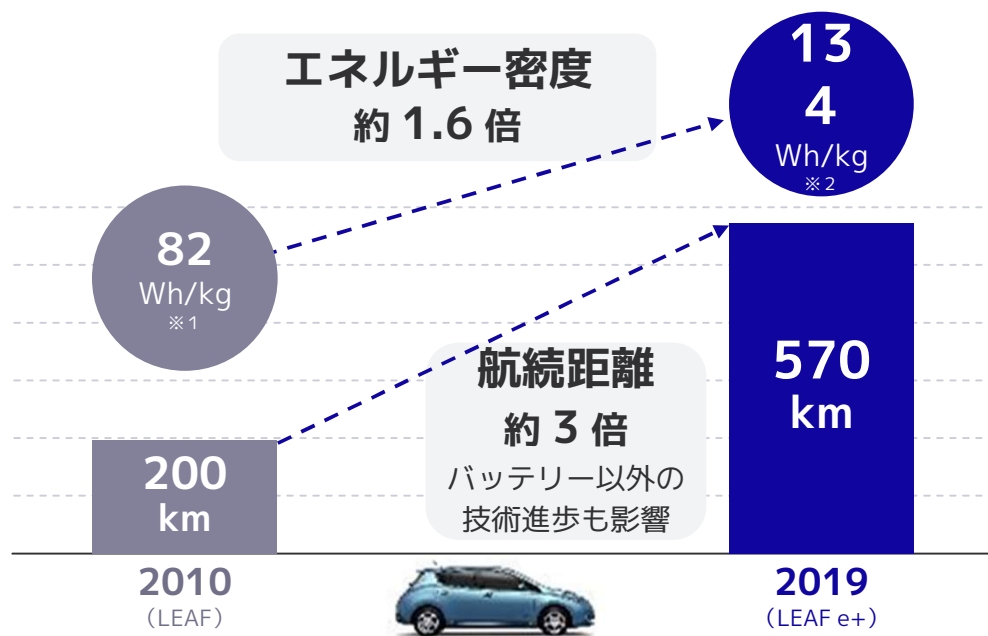 エネルギー密度
約 1.6 倍
13
4
Wh/kg
※2
82
Wh/kg
※1
航続距離
約 3 倍
バッテリー以外の
技術進歩も影響
570
km
200
km
2010
（LEAF）
2019
（LEAF e+）